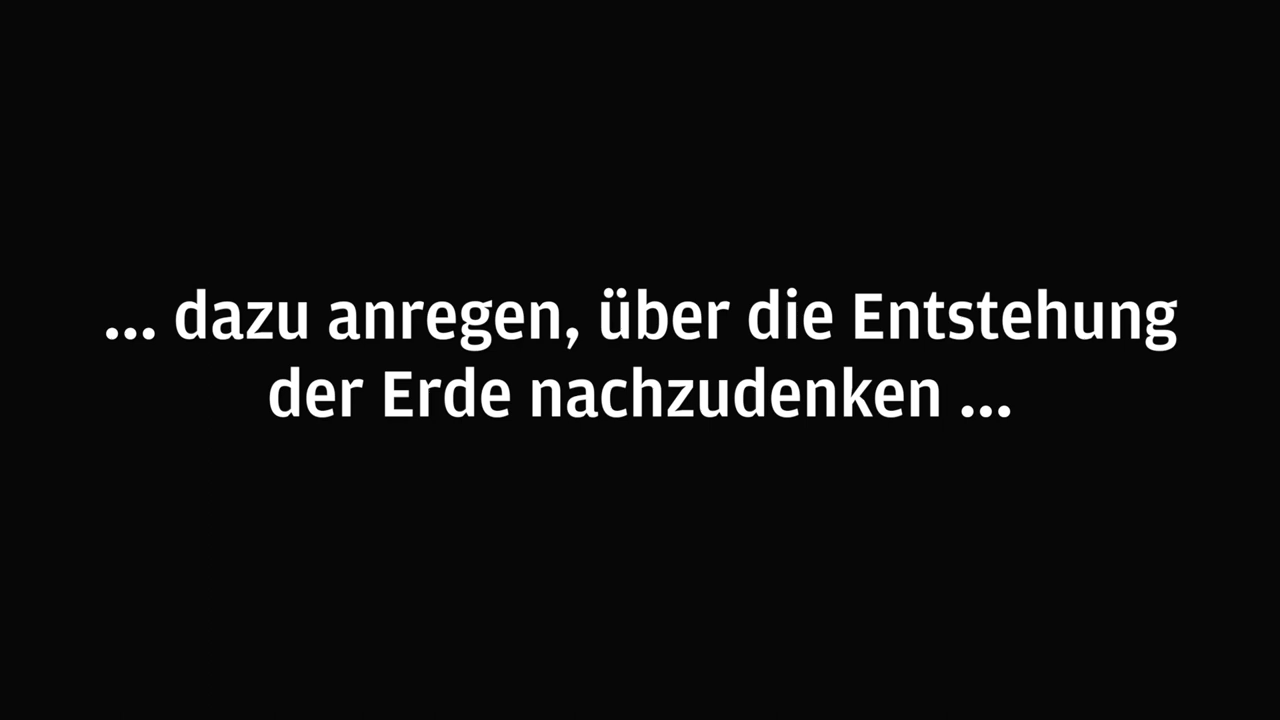 ... dazu anregen, über die Entstehung
der Erde nachzudenken ...